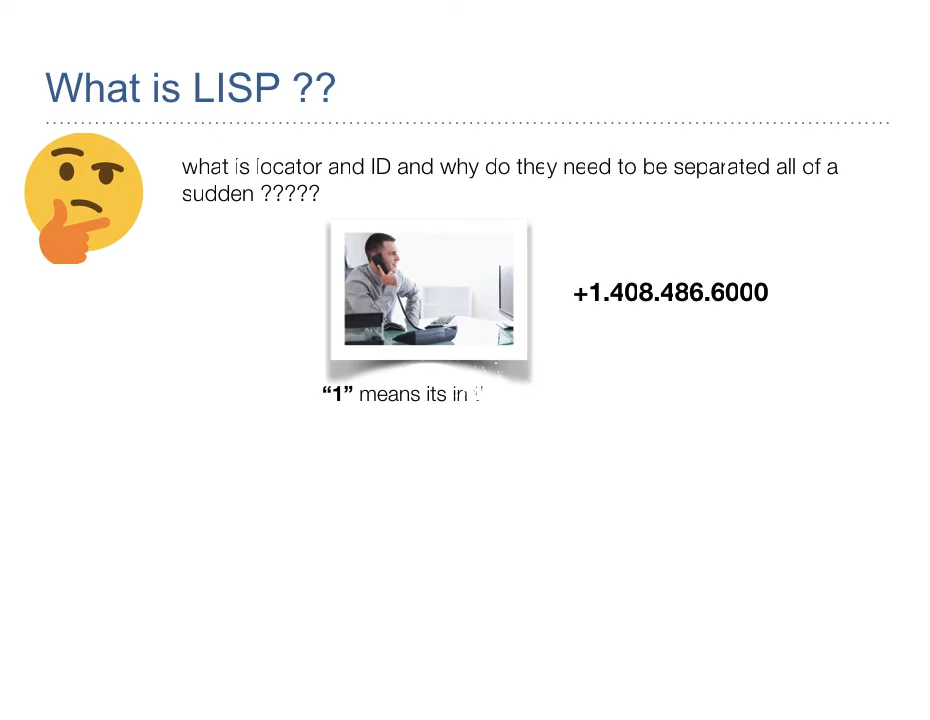 What is LISP ??
what is locator and ID and why do they need to be separated all of a
sudden ?????
+1.408.486.6000
“1” means its in